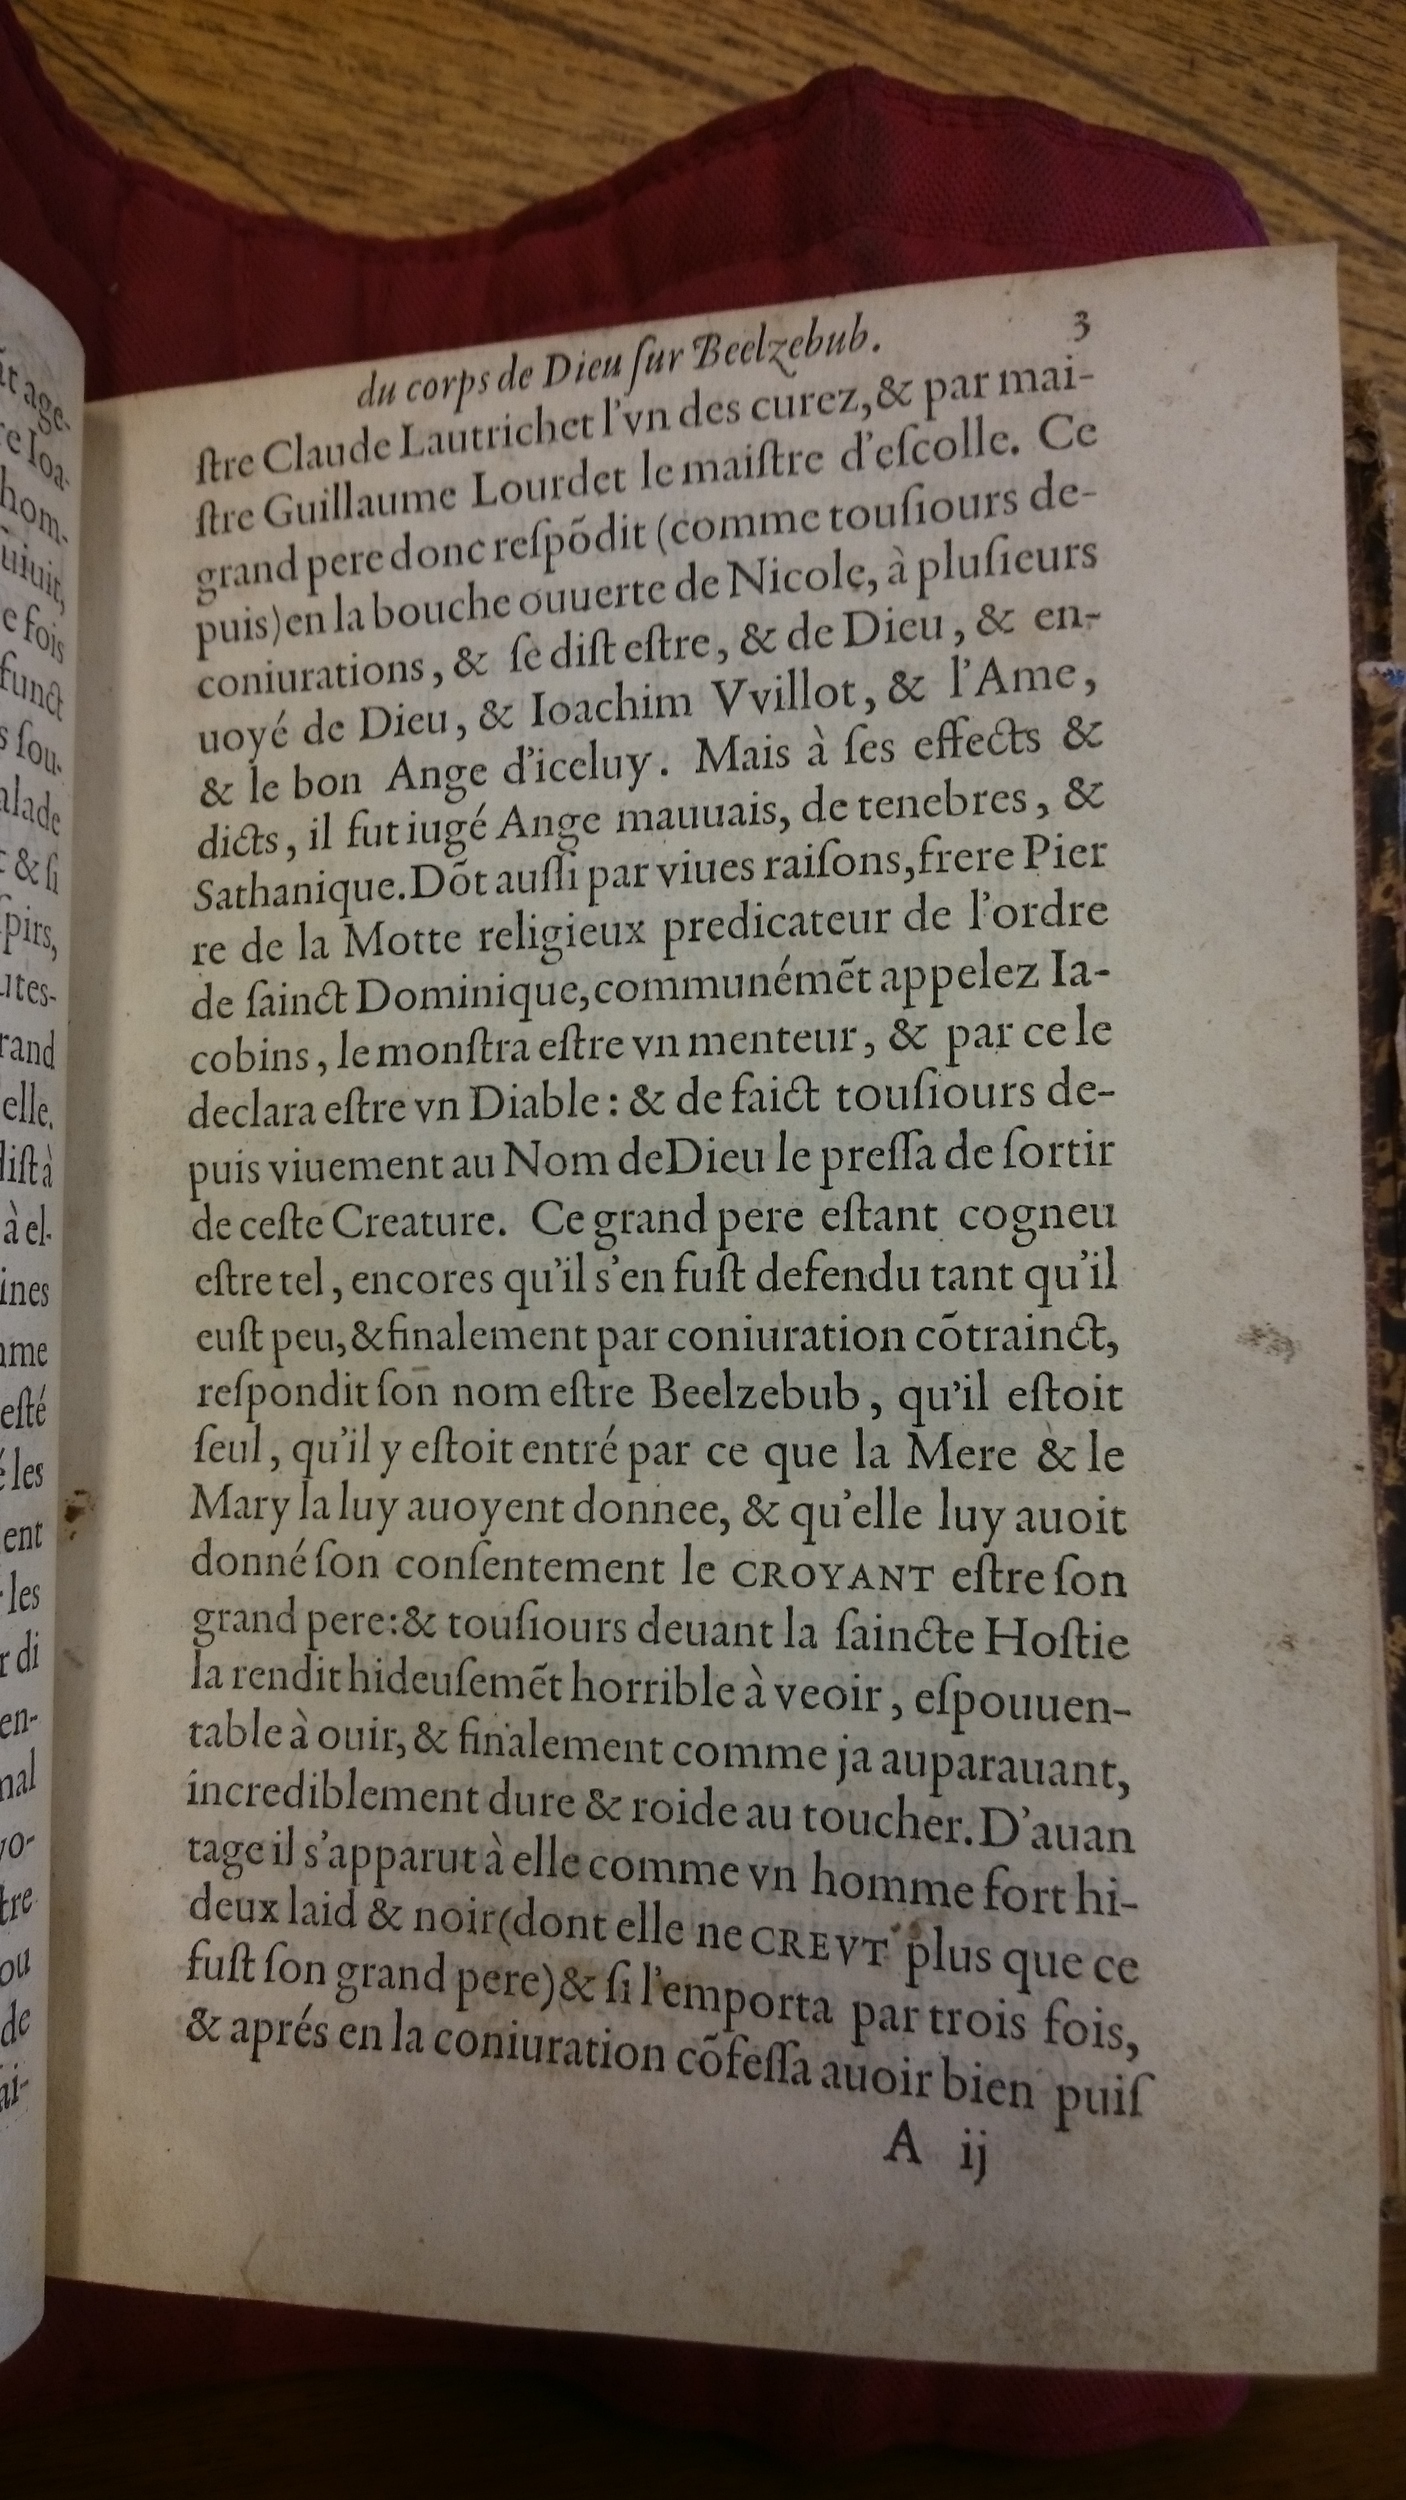 du corps de Dieu ſur Beelzebub. 3
ſtre Claude Lautrichet l'vn des curez,& par mai-
ſtre Guillaume Lourdet le maiſtre d'eſcolle. Ce
grand pere donc reſpõdit (comme touſiours de-
puis) en la bouche ouuerte de Nicole, à pluſieurs
coniurations, & ſe diſt eſtre, & de Dieu, & en-
uoyé de Dieu, & Ioachim Vvillot, & l'Ame,
& le bon Ange d'iceluy. Mais à ſes effects &
dicts, il fut iugé Ange mauuais, de tenebres, &
Sathanique. Dõt auſſi par viues raiſons, frere Pier
re de la Motte religieux predicateur de l'ordre
de ſainct Dominique, communémẽt appelez Ia-
cobins, le monſtra eſtre vn menteur, & par ce le
declara eſtre vn Diable : & de faict touſiours de-
puis viuement au Nom de Dieu le preſſa de ſortir
de ceſte Creature. Ce grand pere eſtant cogneu
eſtre tel, encores qu'il s'en fuſt defendu tant qu'il
euſt peu, & finalement par coniuration cõtrainct,
reſpondit ſon nom eſtre Beelzebub, qu'il eſtoit
ſeul, qu'il y eſtoit entré par ce que la Mere & le
Mary la luy auoyent donnee, & qu'elle luy auoit
donné ſon conſentement le CROYANT eſtre ſon
grand pere: & touſiours deuant la ſaincte Hoſtie
la rendit hideuſemẽt horrible à veoir, eſpouuen-
table à ouir, & finalement comme ja auparauant,
incrediblement dure & roide au toucher. D'auan
tage il s'apparut à elle comme vn homme fort hi-
deux laid & noir (dont elle ne CREVT plus que ce
fuſt ſon grand pere) & ſi l'emporta par trois fois,
& aprés en la coniuration cõfeſſa auoir bien puiſ
A ij